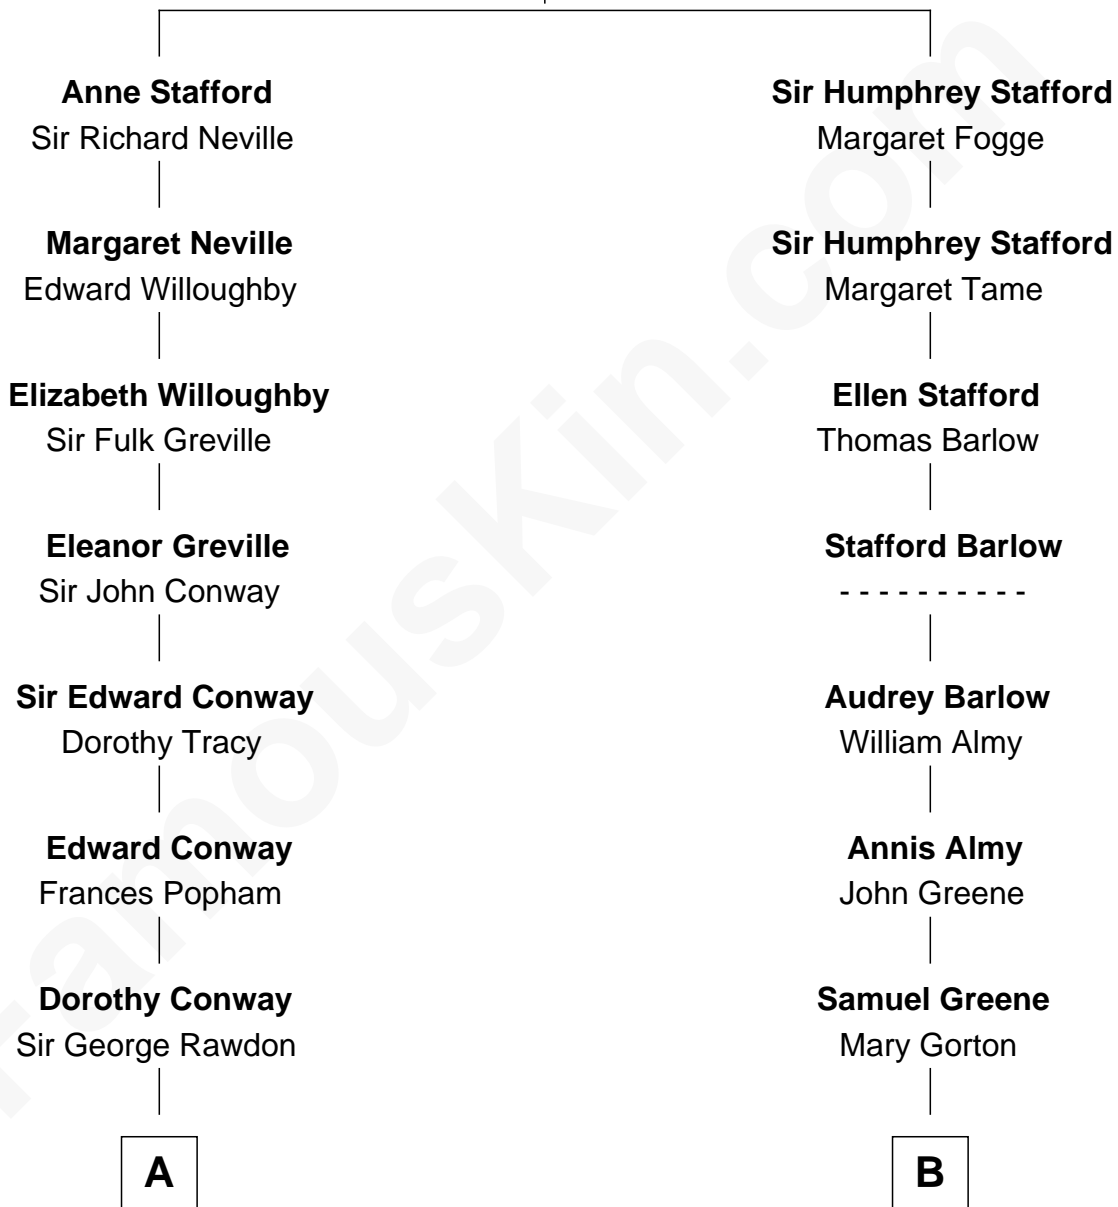 Anne Stafford
Sir Richard Neville
Margaret Neville
Edward Willoughby
Elizabeth Willoughby
Sir Fulk Greville
Eleanor Greville
Sir John Conway
Sir Edward Conway
Dorothy Tracy
Edward Conway
Frances Popham
Dorothy Conway
Sir George Rawdon
A
Sir Humphrey Stafford
Margaret Fogge
Sir Humphrey Stafford
Margaret Tame
Ellen Stafford
Thomas Barlow
Stafford Barlow
- - - - - - - - - -
Audrey Barlow
William Almy
Annis Almy
John Greene
Samuel Greene
Mary Gorton
B
FamousKin.com